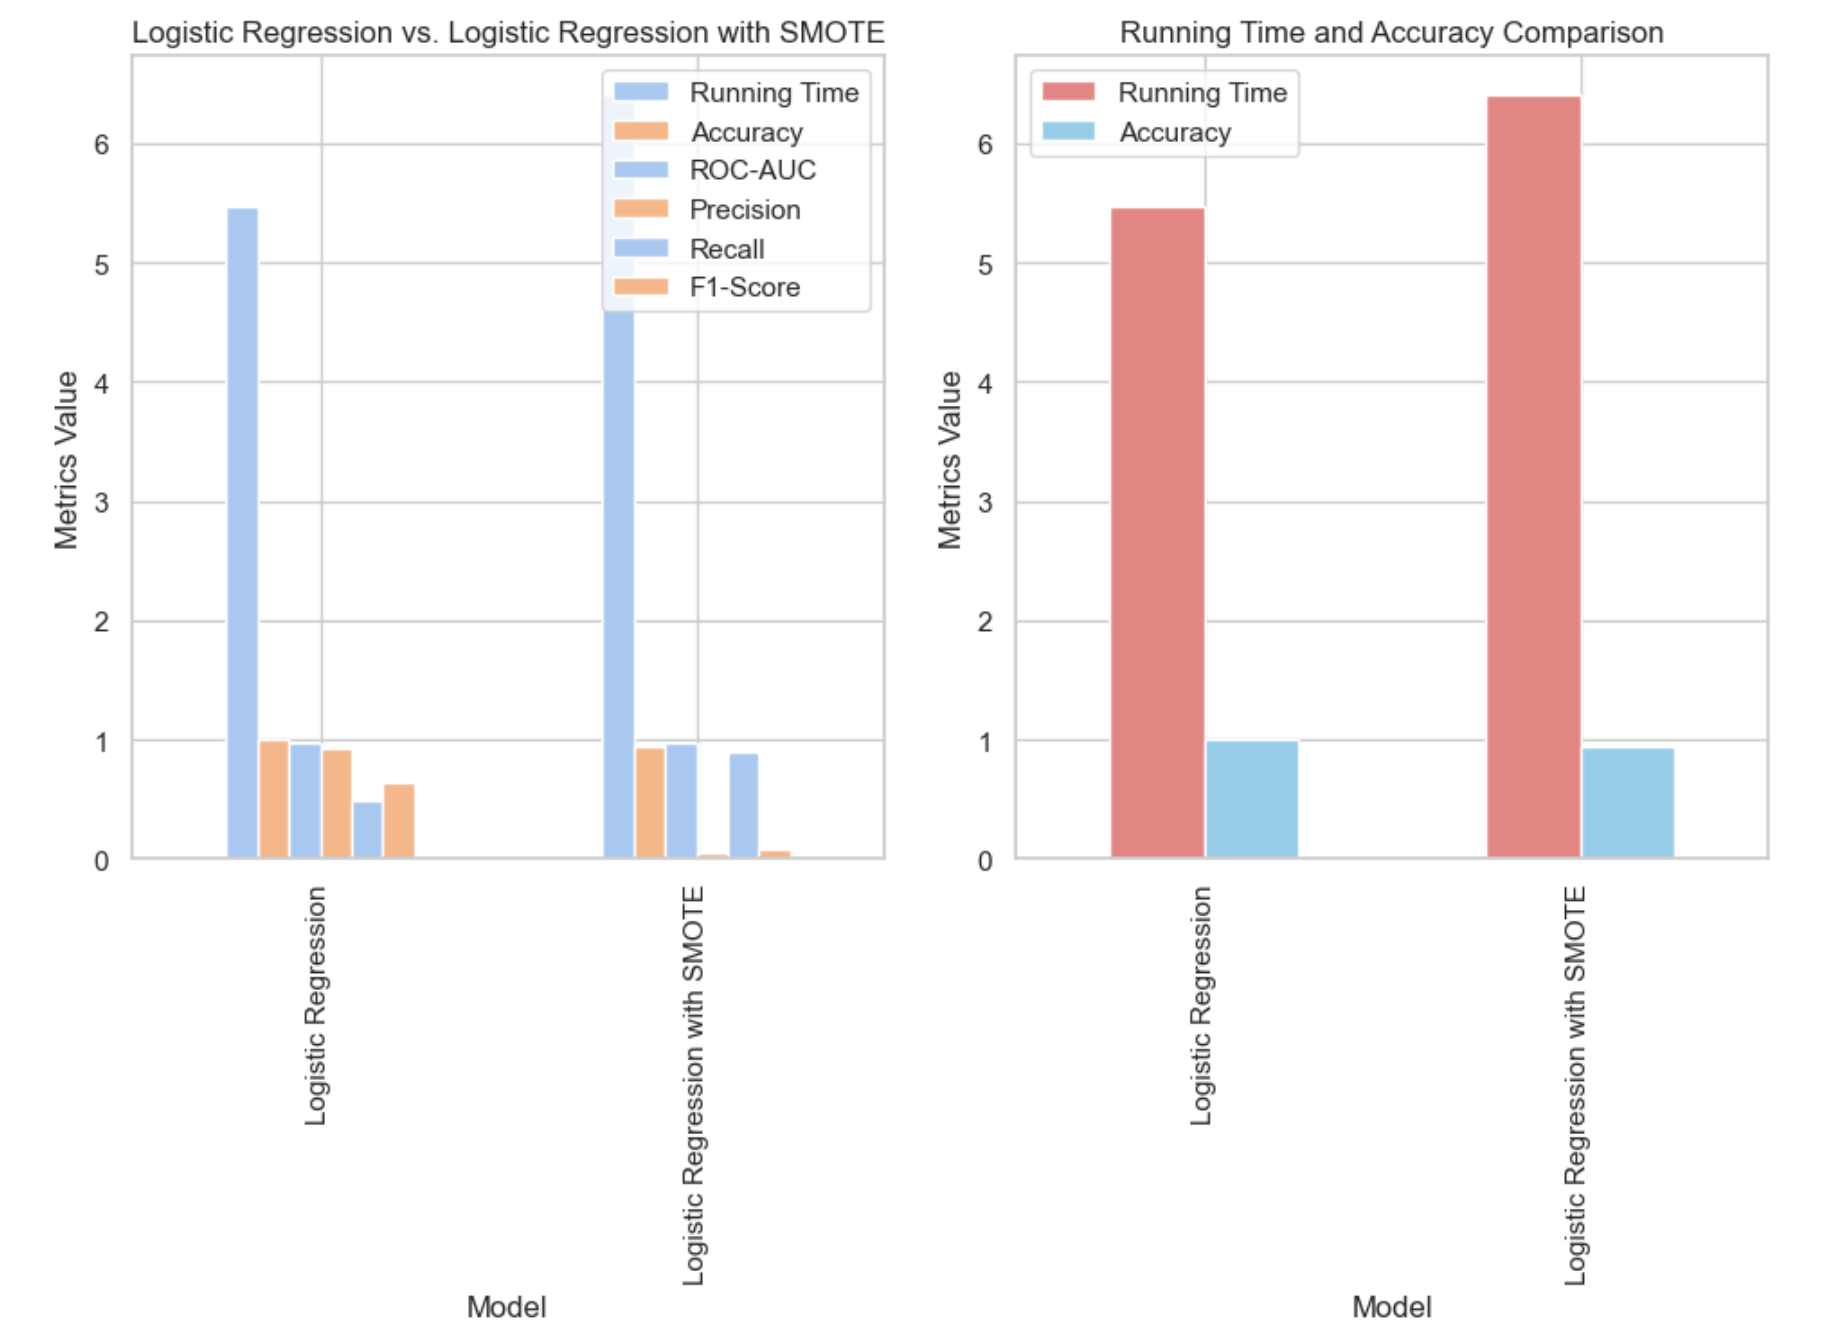 Logistic Regression vs. Logistic Regression with SMOTE
Running Time
Accuracy
ROC-AUC
Precision
Recall
F1-Score
6
5
4
3
2
1
0
Metrics Value
Logistic Regression
Logistic Regression with SMOTE
Model
Running Time and Accuracy Comparison
Running Time
Accuracy
6
5
4
3
2
1
0
Metrics Value
Logistic Regression
Logistic Regression with SMOTE
Model